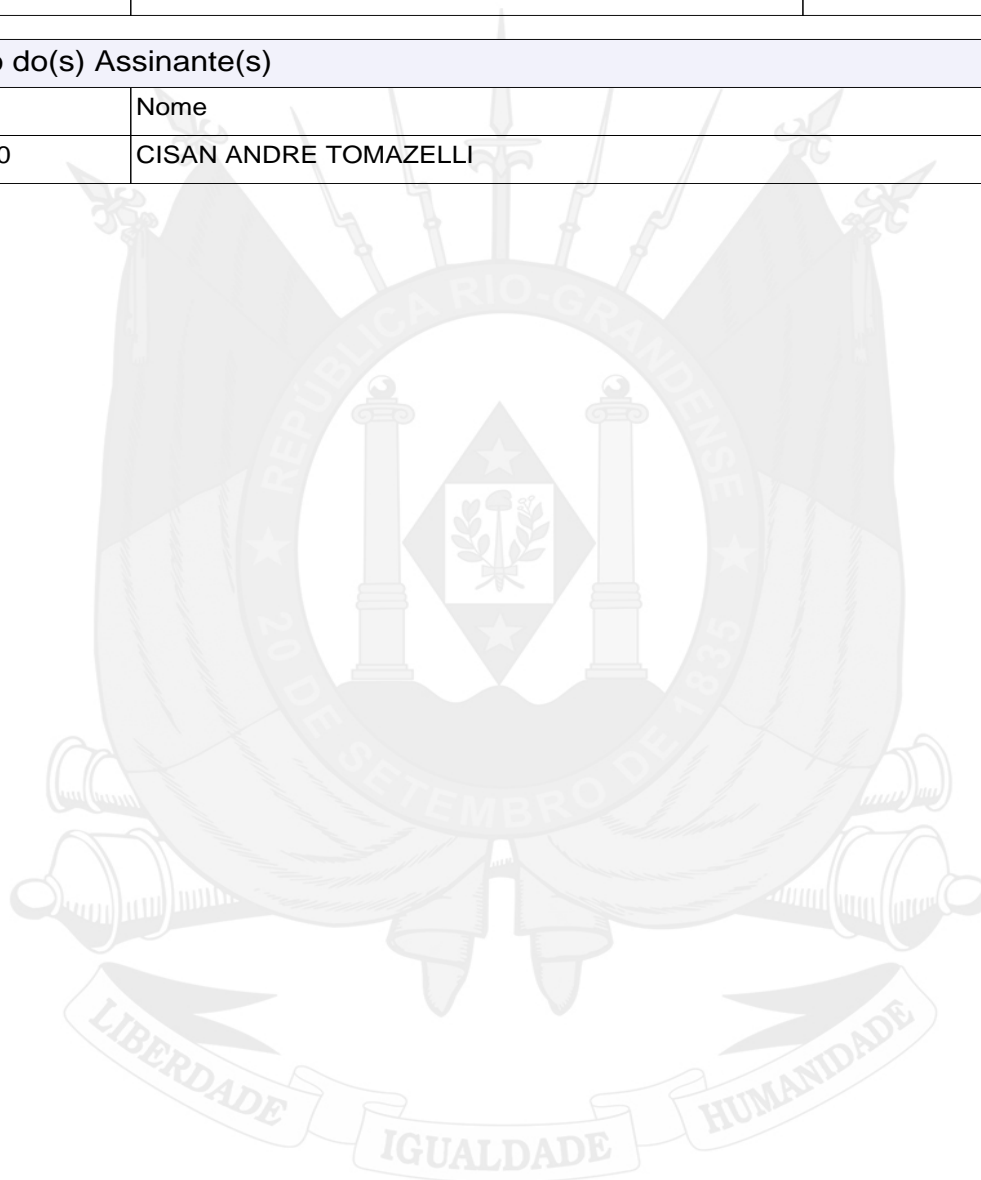 o do(s) Assinante(s)
Nome
0 CISAN ANDRE TOMAZELLI
REPÚBLICA RIO-GRANDENSE
★ 20 DE SETEMBRO DE 1835 ★
LIBERDADE IGUALDADE HUMANIDADE